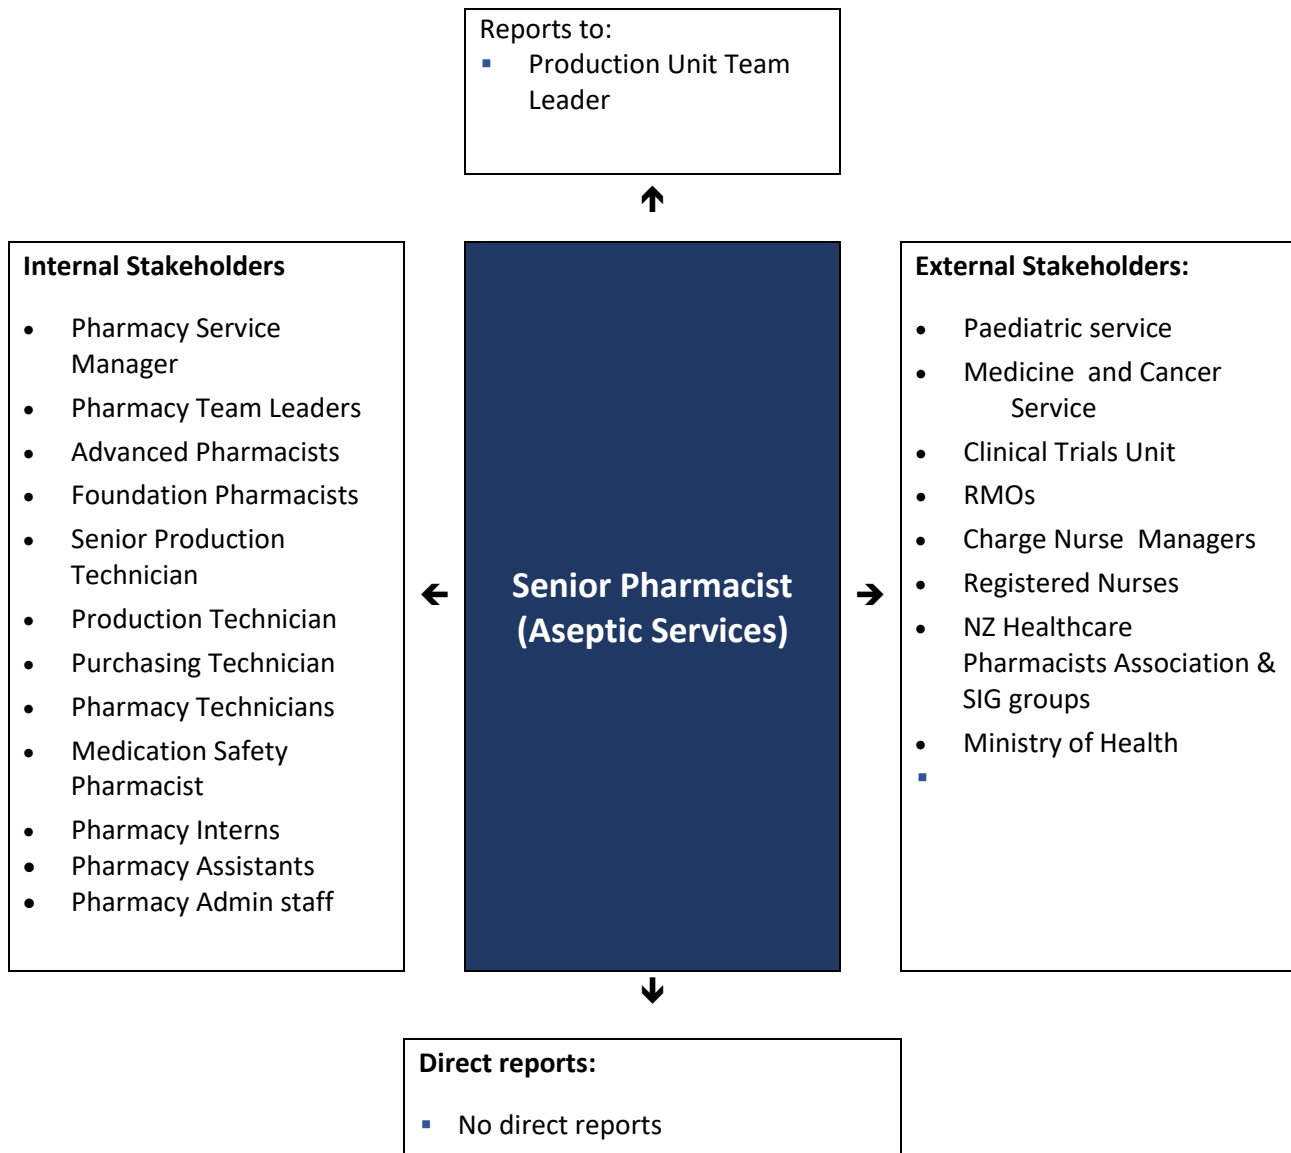 Reports to:
▪ Production Unit Team
Leader
Internal Stakeholders
• Pharmacy Service
Manager
• Pharmacy Team Leaders
• Advanced Pharmacists
• Foundation Pharmacists
• Senior Production
Technician
• Production Technician
• Purchasing Technician
• Pharmacy Technicians
• Medication Safety
Pharmacist
• Pharmacy Interns
• Pharmacy Assistants
• Pharmacy Admin staff
Senior Pharmacist
(Aseptic Services)
External Stakeholders:
• Paediatric service
• Medicine and Cancer
Service
• Clinical Trials Unit
• RMOs
• Charge Nurse Managers
• Registered Nurses
• NZ Healthcare
Pharmacists Association &
SIG groups
• Ministry of Health
▪
Direct reports:
▪ No direct reports